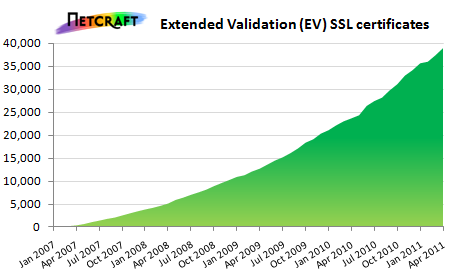 NETCRAFT
Extended Validation (EV) SSL certificates
40,000
35,000
30,000
25,000
20,000
15,000
10,000
5,000
0
Jan 2007
Apr 2007
Jul 2007
Oct 2007
Jan 2008
Apr 2008
Jul 2008
Oct 2008
Jan 2009
Apr 2009
Jul 2009
Oct 2009
Jan 2010
Apr 2010
Jul 2010
Oct 2010
Jan 2011
Apr 2011